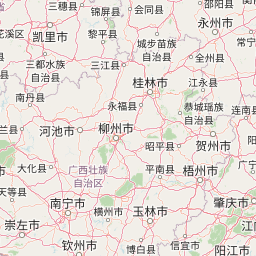 三穗县
锦屏县
会同县
邵阳县
永州市
凯里市
黎平县
城步苗族
自治县
三都水族
自治县
全州县
三江县
桂林市
江永县
南丹县
永福县
恭城瑶族
自治县
河池市
柳州市
昭平县
贺州市
大化县
广西壮族
自治区
平南县
梧州市
南宁市
横州市
玉林市
肇庆市
崇左市
钦州市
博白县
信宜市
阳江市